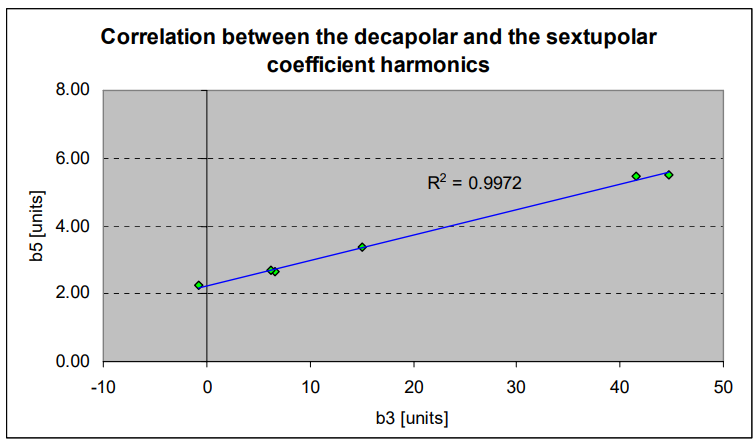 Correlation between the decapolar and the sextupolar
coefficient harmonics
8.00
6.00
4.00
2.00
0.00
b5 [units]
R² = 0.9972
-10 0 10 20 30 40 50
b3 [units]